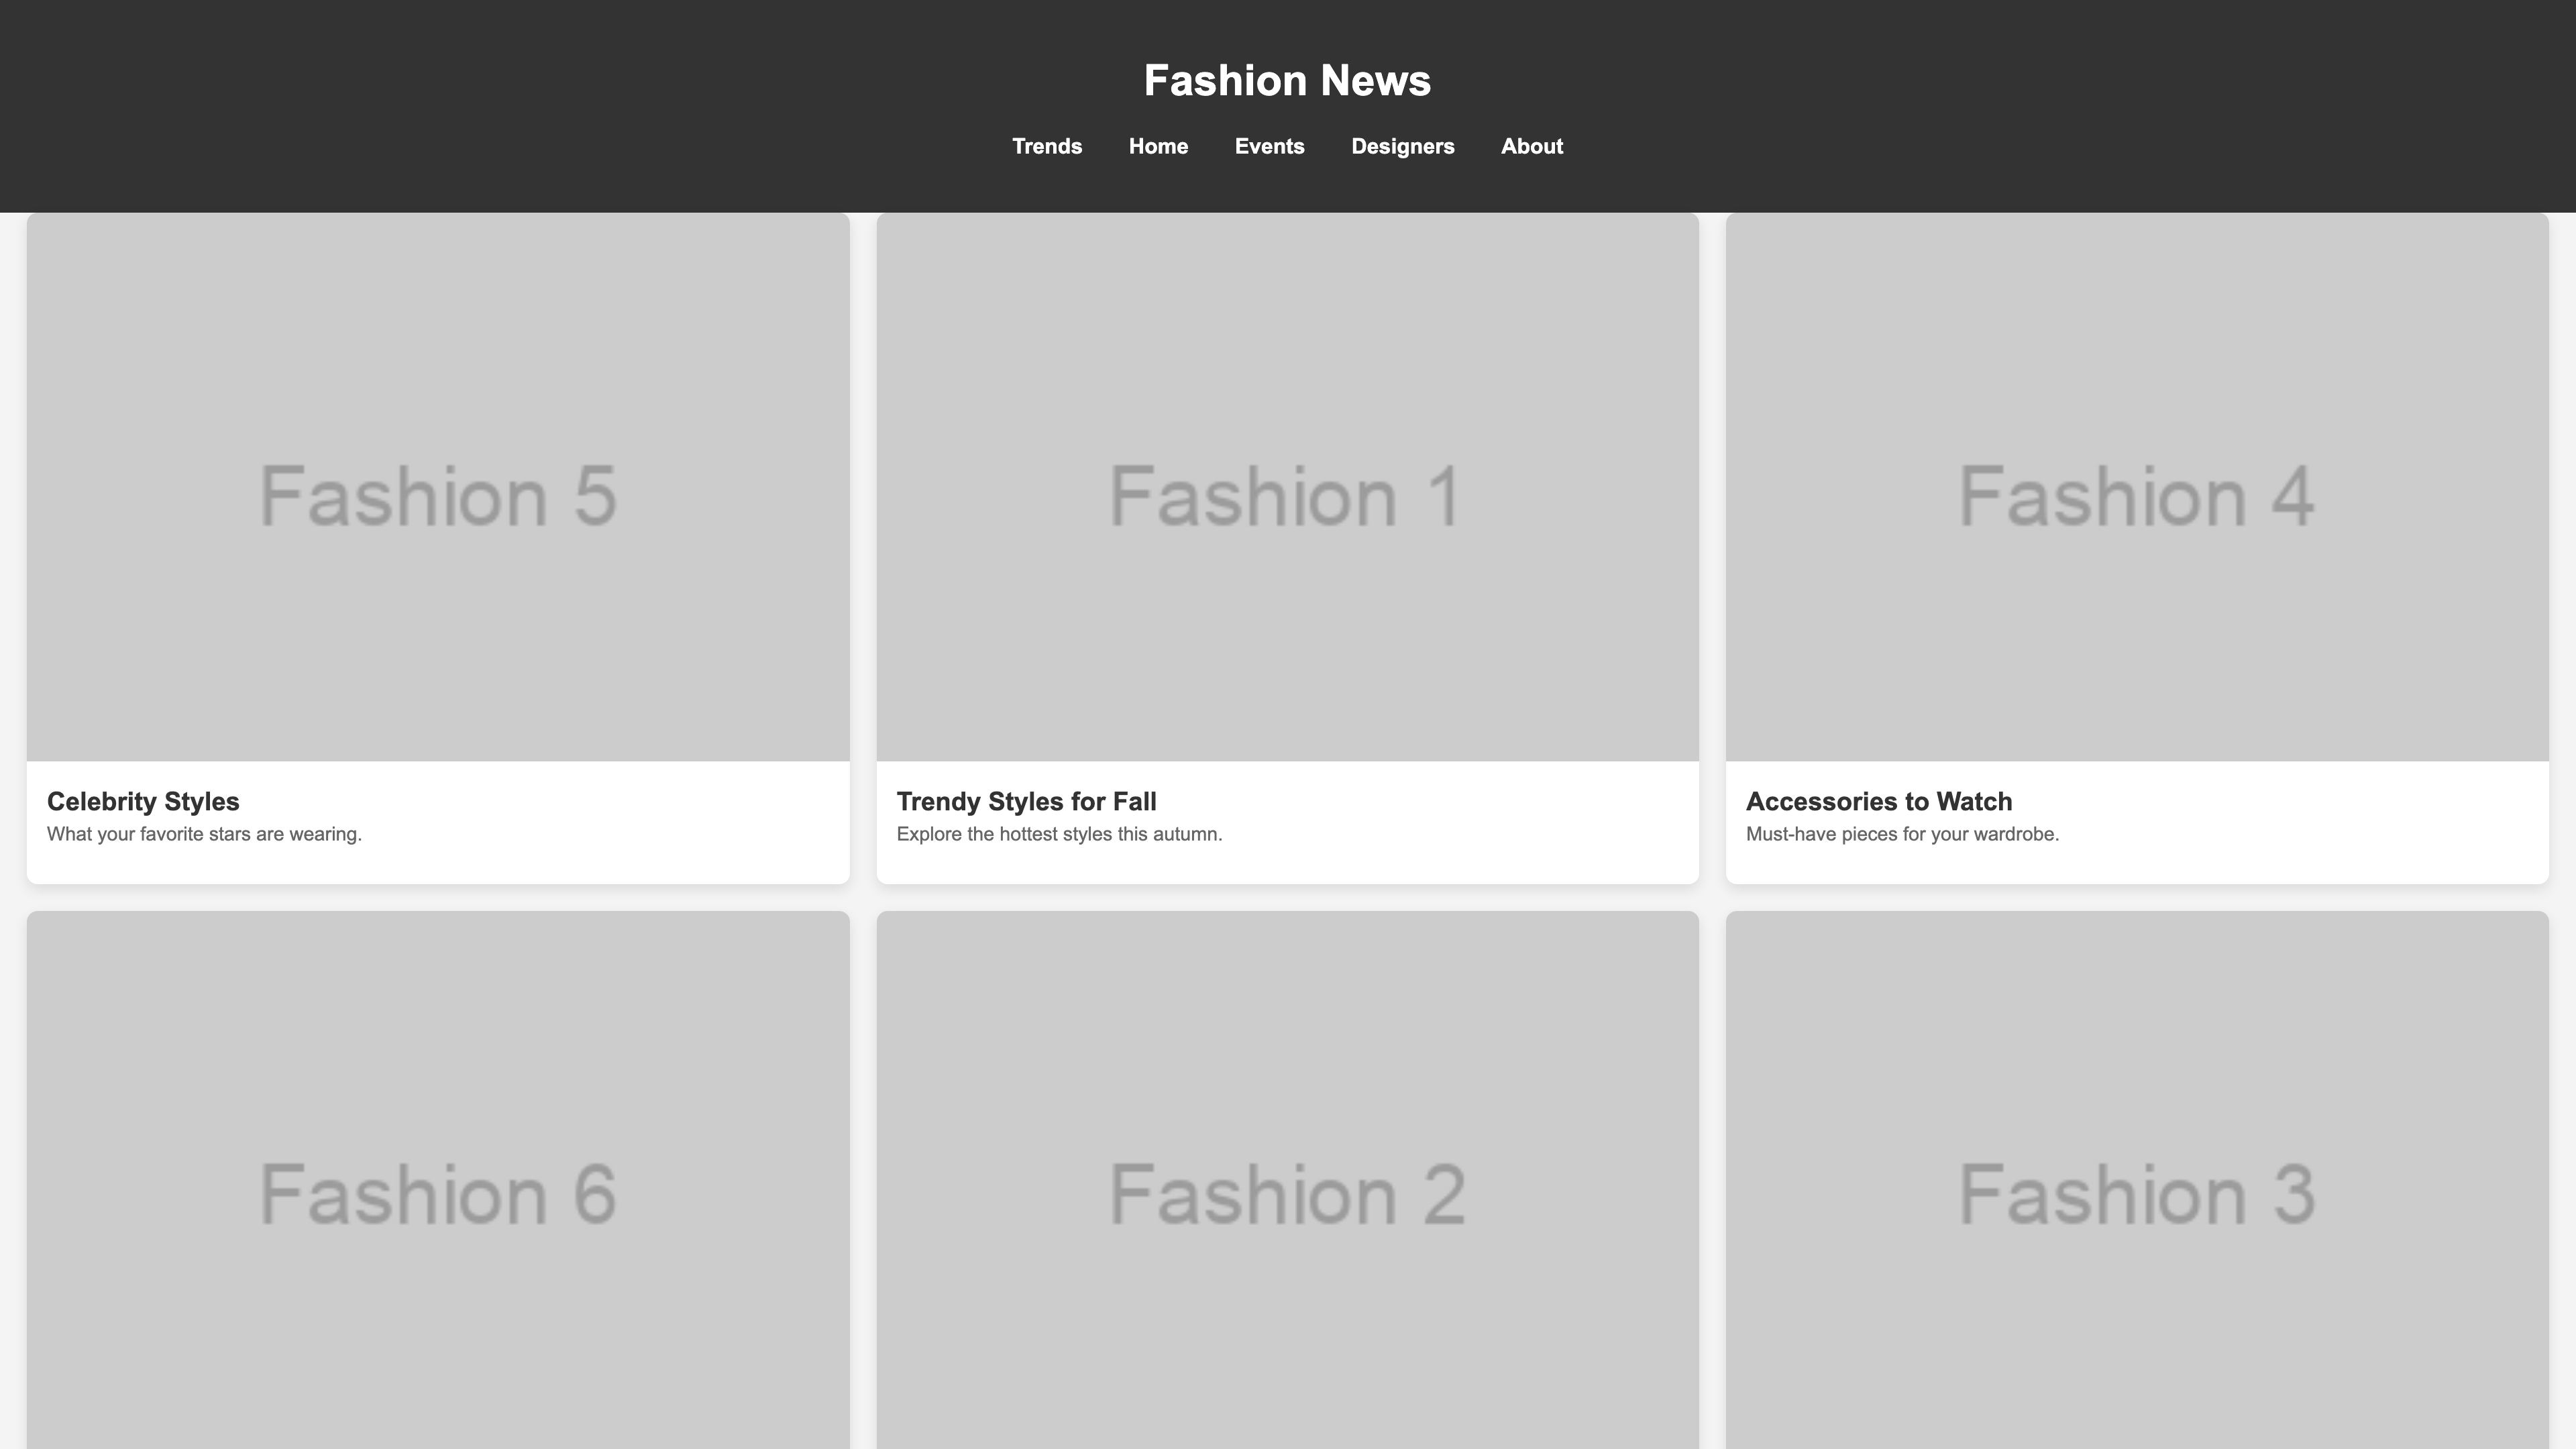 Fashion News
Trends Home Events Designers About
Fashion 5
Fashion 1
Fashion 4
Celebrity Styles
What your favorite stars are wearing.
Trendy Styles for Fall
Explore the hottest styles this autumn.
Accessories to Watch
Must-have pieces for your wardrobe.
Fashion 6
Fashion 2
Fashion 3